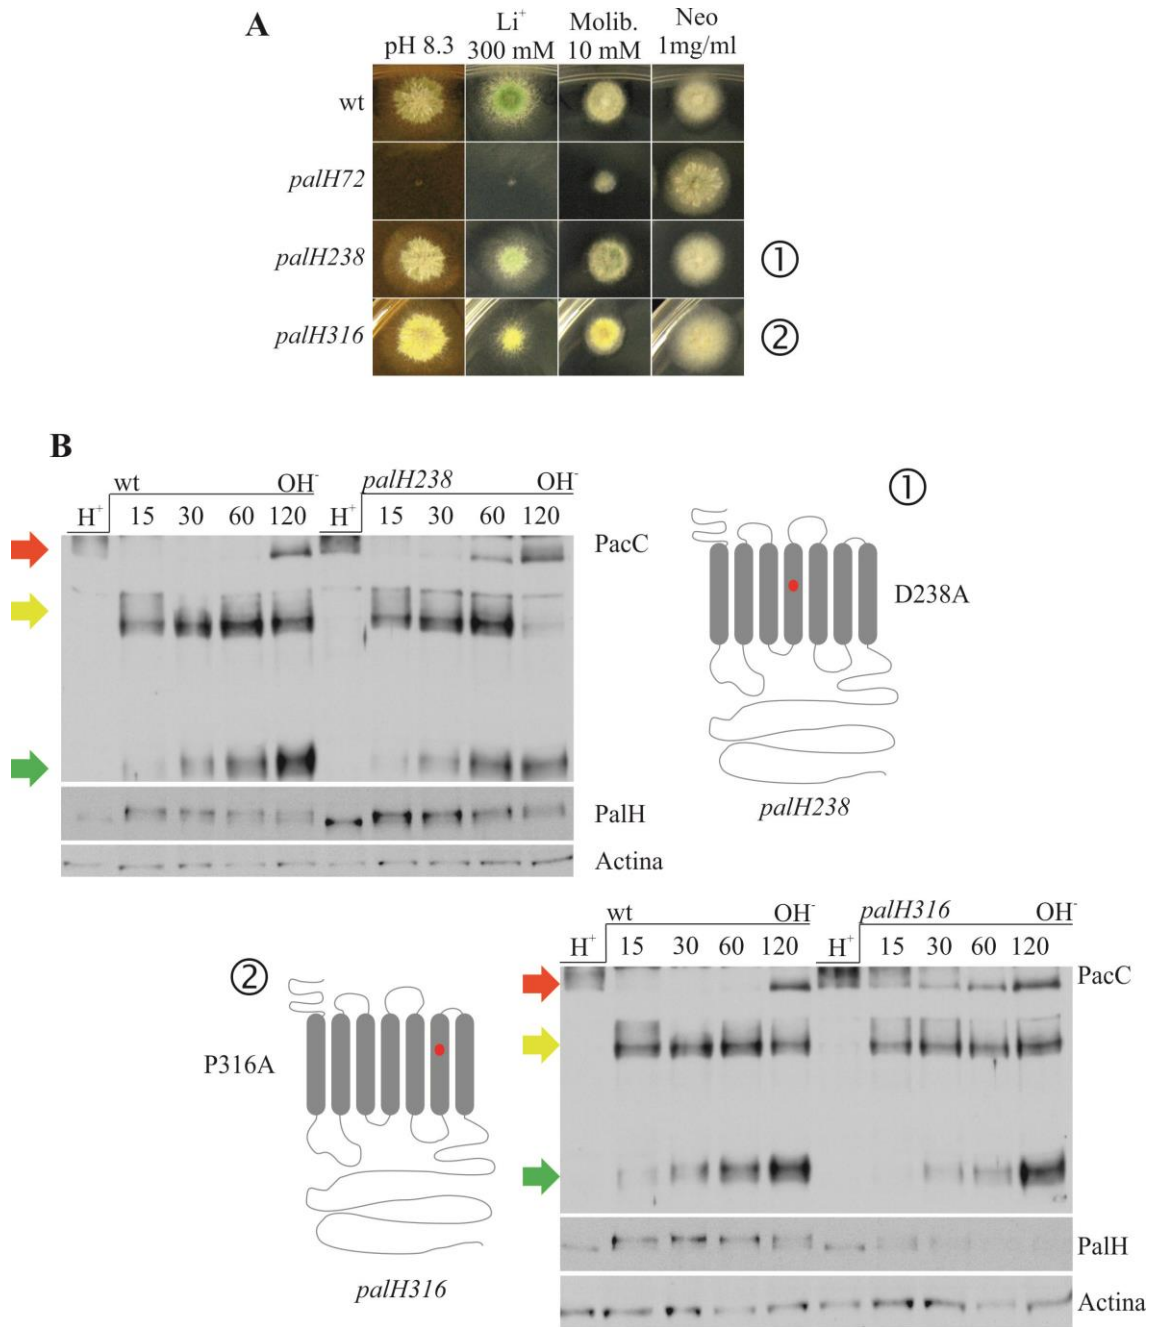 A
pH 8.3
Li⁺
300 mM
Molib.
10 mM
Neo
1mg/ml
wt
palH72
palH238
①
palH316
②
B
wt OH⁻ palH238 OH⁻
H⁺ 15 30 60 120 H⁺ 15 30 60 120
PacC
PalH
Actina
①
D238A
palH238
②
P316A
palH316
wt OH⁻ palH316 OH⁻
H⁺ 15 30 60 120 H⁺ 15 30 60 120
PacC
PalH
Actina